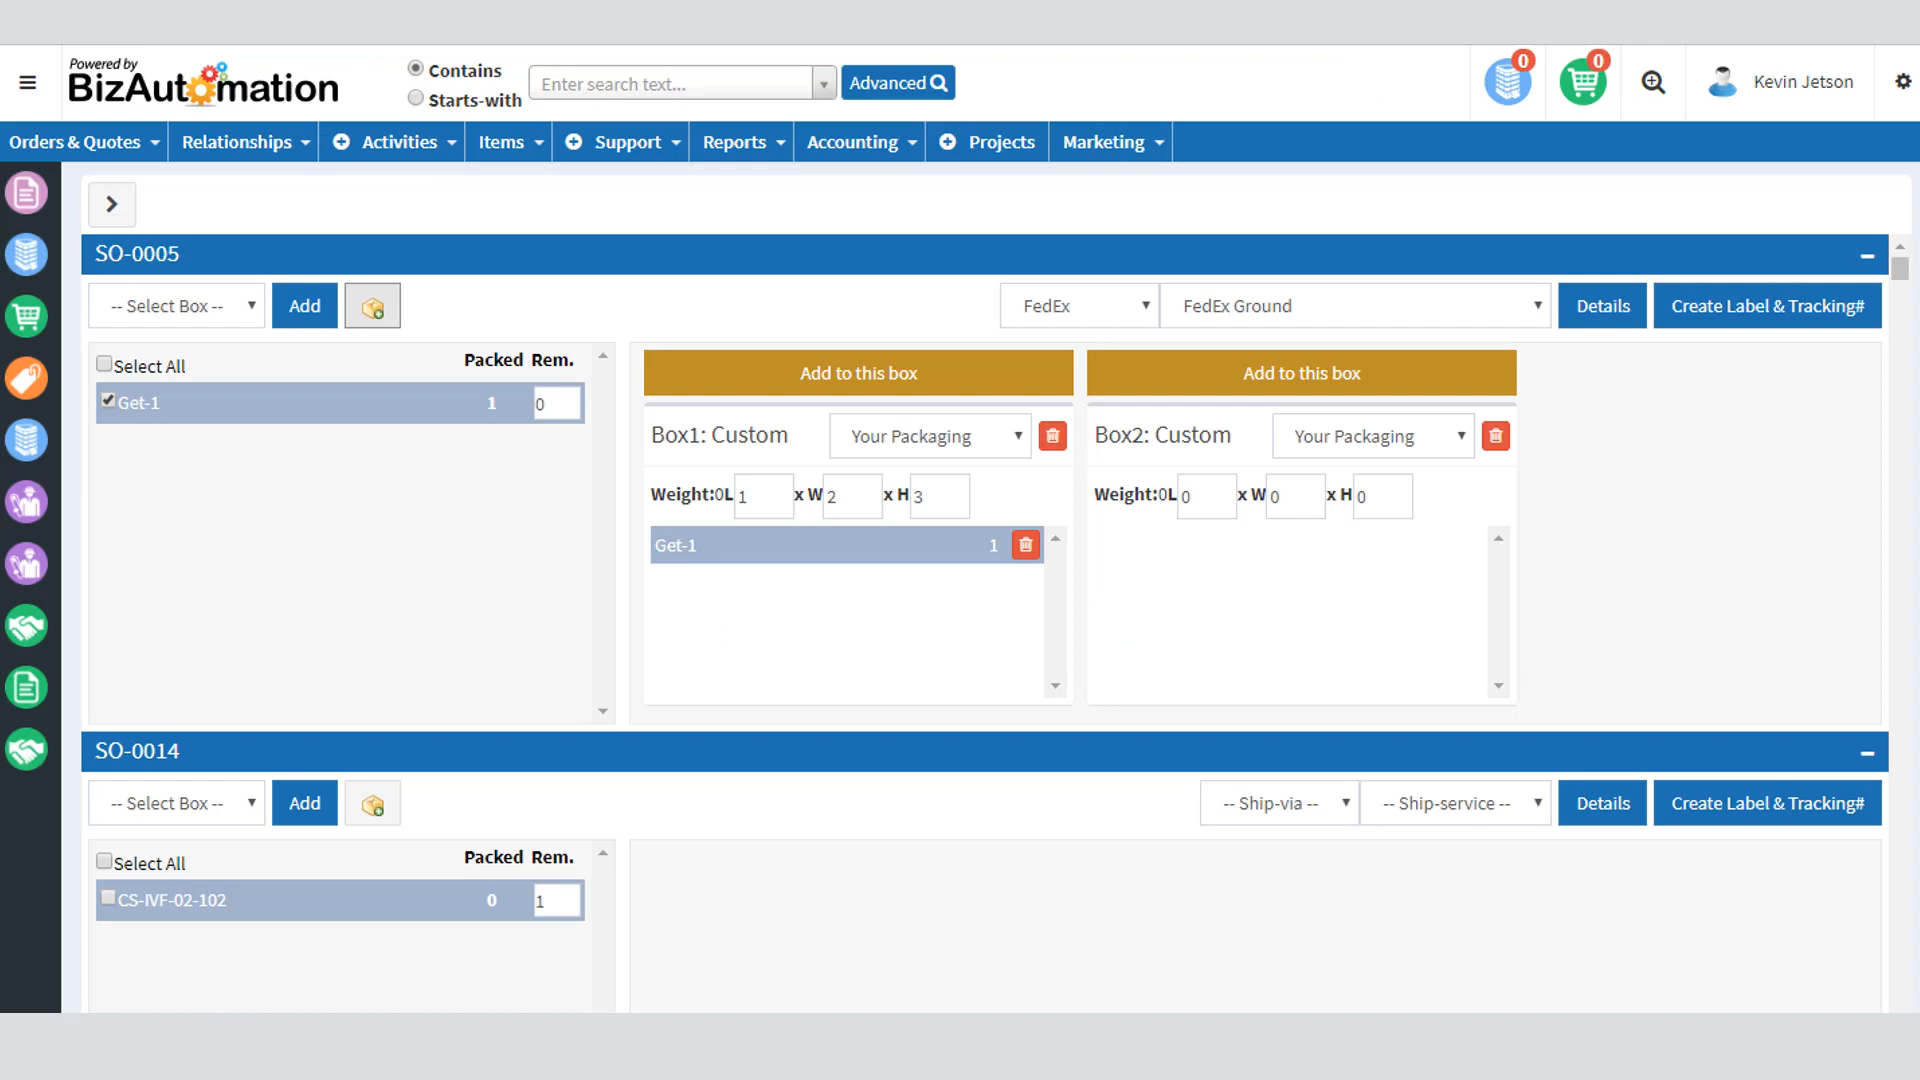 Powered by
BizAutomation
Contains
Starts-with
Enter search text...
Advanced
0
0
Kevin Jetson
Orders & Quotes
Relationships
Activities
Items
Support
Reports
Accounting
Projects
Marketing
SO-0005
-- Select Box --
Add
FedEx
FedEx Ground
Details
Create Label & Tracking#
Select All
Packed Rem.
Get-1 1 0
Add to this box
Box1: Custom
Your Packaging
Weight:0L 1 x W 2 x H 3
Get-1 1
Add to this box
Box2: Custom
Your Packaging
Weight:0L 0 x W 0 x H 0
SO-0014
-- Select Box --
Add
-- Ship-via --
-- Ship-service --
Details
Create Label & Tracking#
Select All
Packed Rem.
CS-IVF-02-102 0 1